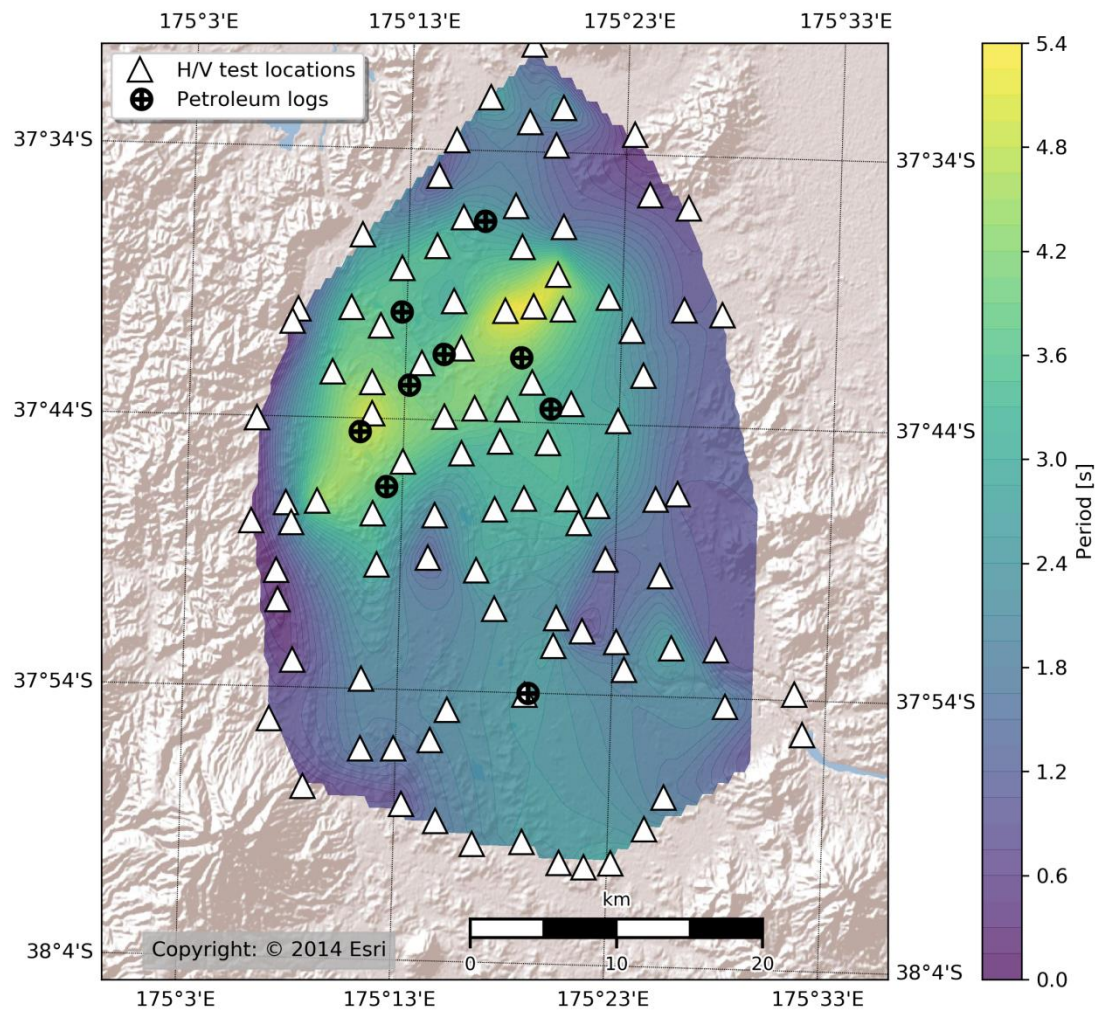 175°3'E 175°13'E 175°23'E 175°33'E
H/V test locations
Petroleum logs
37°34'S
37°44'S
37°54'S
38°4'S
37°34'S
37°44'S
37°54'S
38°4'S
km
0 10 20
Copyright: © 2014 Esri
175°3'E 175°13'E 175°23'E 175°33'E
5.4
4.8
4.2
3.6
3.0
2.4
1.8
1.2
0.6
0.0
Period [s]